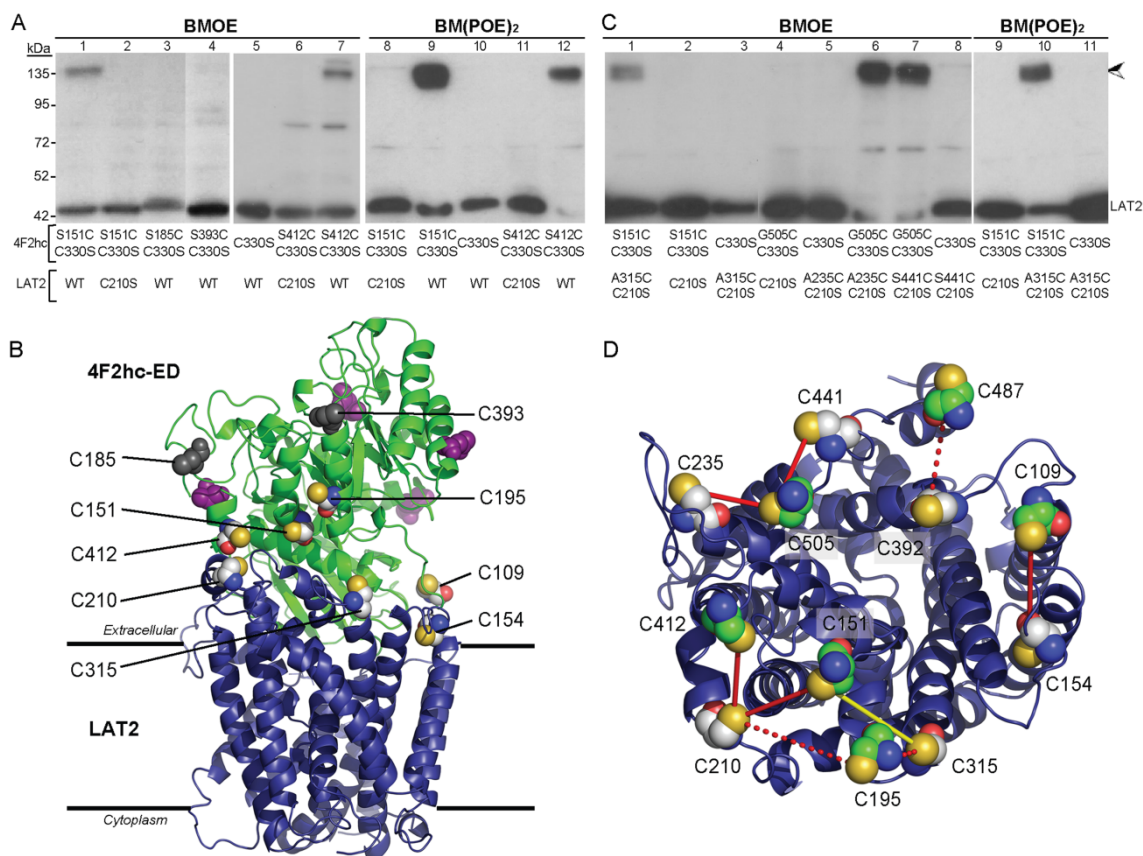 A
BMOE
BM(POE)₂
kDa
1 2 3 4 5 6 7 8 9 10 11 12
135
95
72
52
42
4F2hc
S151C S151C S185C S393C C330S S412C S412C S151C S151C C330S S412C S412C
C330S C330S C330S C330S C330S C330S C330S C330S C330S C330S
LAT2
WT C210S WT WT WT C210S WT C210S WT WT C210S WT
C
BMOE
BM(POE)₂
1 2 3 4 5 6 7 8 9 10 11
LAT2
S151C S151C C330S G505C C330S G505C G505C C330S S151C S151C C330S
C330S C330S C330S C330S C330S C330S C330S
A315C C210S A315C C210S A235C A235C S441C S441C C210S A315C A315C
C210S C210S C210S C210S C210S C210S C210S C210S
B
4F2hc-ED
C393
C185
C195
C151
C412
C210
C109
Extracellular
C154
C315
LAT2
Cytoplasm
D
C487
C441
C235
C109
C505
C392
C412
C151
C154
C210
C315
C195